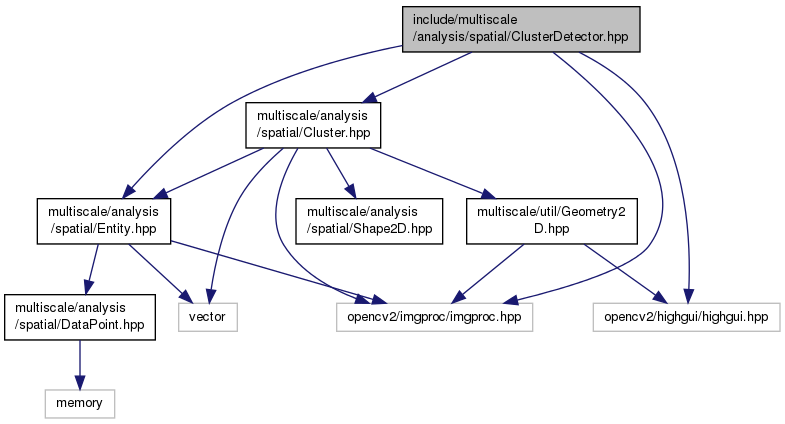 include/multiscale
/analysis/spatial/ClusterDetector.hpp
multiscale/analysis
/spatial/Cluster.hpp
multiscale/analysis
/spatial/Entity.hpp
multiscale/analysis
/spatial/Shape2D.hpp
multiscale/util/Geometry2
D.hpp
multiscale/analysis
/spatial/DataPoint.hpp
vector
opencv2/imgproc/imgproc.hpp
opencv2/highgui/highgui.hpp
memory